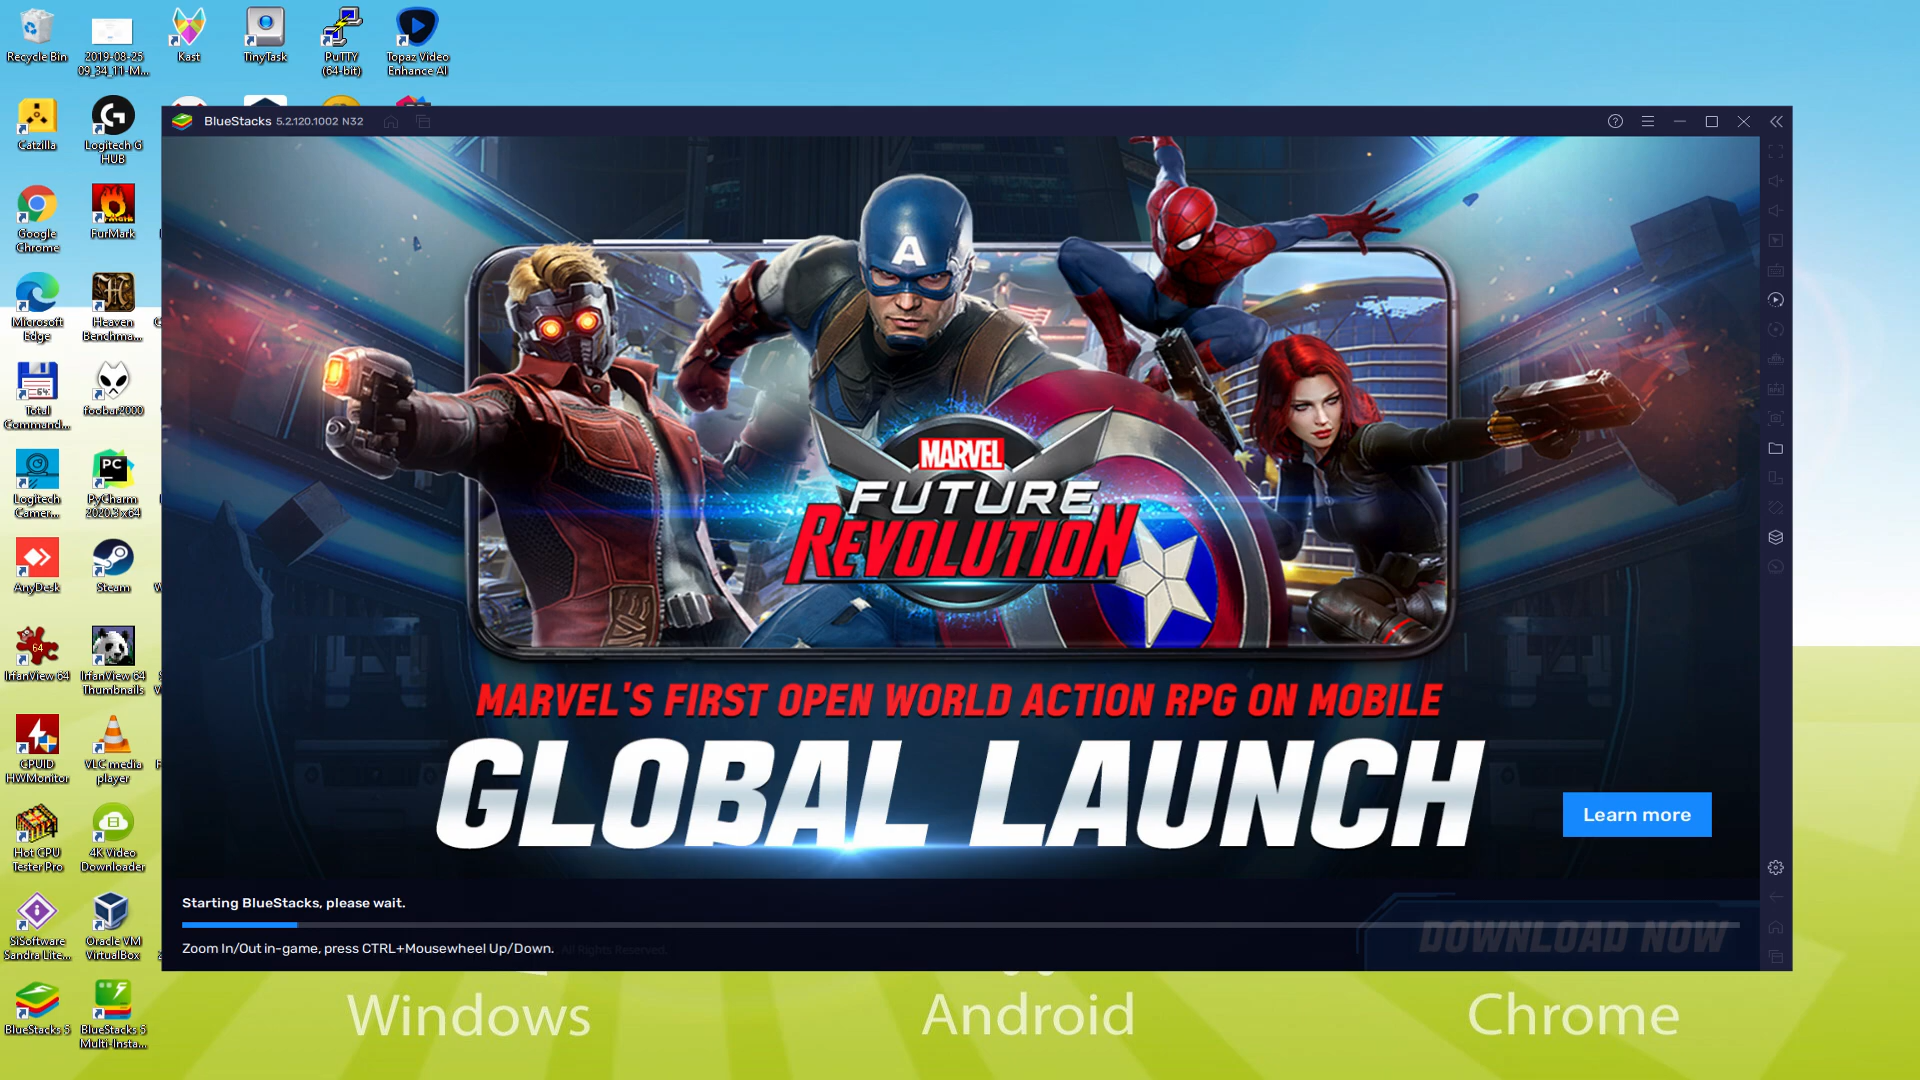 Recycle Bin
2019-08-25
09_34_11-M...
Kast
TinyTask
PuTTY
(64-bit)
Topaz Video
Enhance AI
Catzilla
Logitech G
HUB
Google
Chrome
FurMark
Microsoft
Edge
Heaven
Benchma...
Total
Command...
foobar2000
Logitech
Camer...
PyCharm
2020.3 x64
AnyDesk
Steam
IrfanView 64
IrfanView 64
Thumbnails
CPUID
HWMonitor
VLC media
player
Hot CPU
Tester Pro
4K Video
Downloader
SiSoftware
Sandra Lite...
Oracle VM
VirtualBox
BlueStacks 5
BlueStacks 5
Multi-Insta...
BlueStacks 5.2.120.1002 N32
A
MARVEL
FUTURE
REVOLUTION
MARVEL'S FIRST OPEN WORLD ACTION RPG ON MOBILE
GLOBAL LAUNCH
Learn more
Starting BlueStacks, please wait.
DOWNLOAD NOW
Zoom In/Out in-game, press CTRL+Mousewheel Up/Down.
All Rights Reserved.
Windows
Android
Chrome